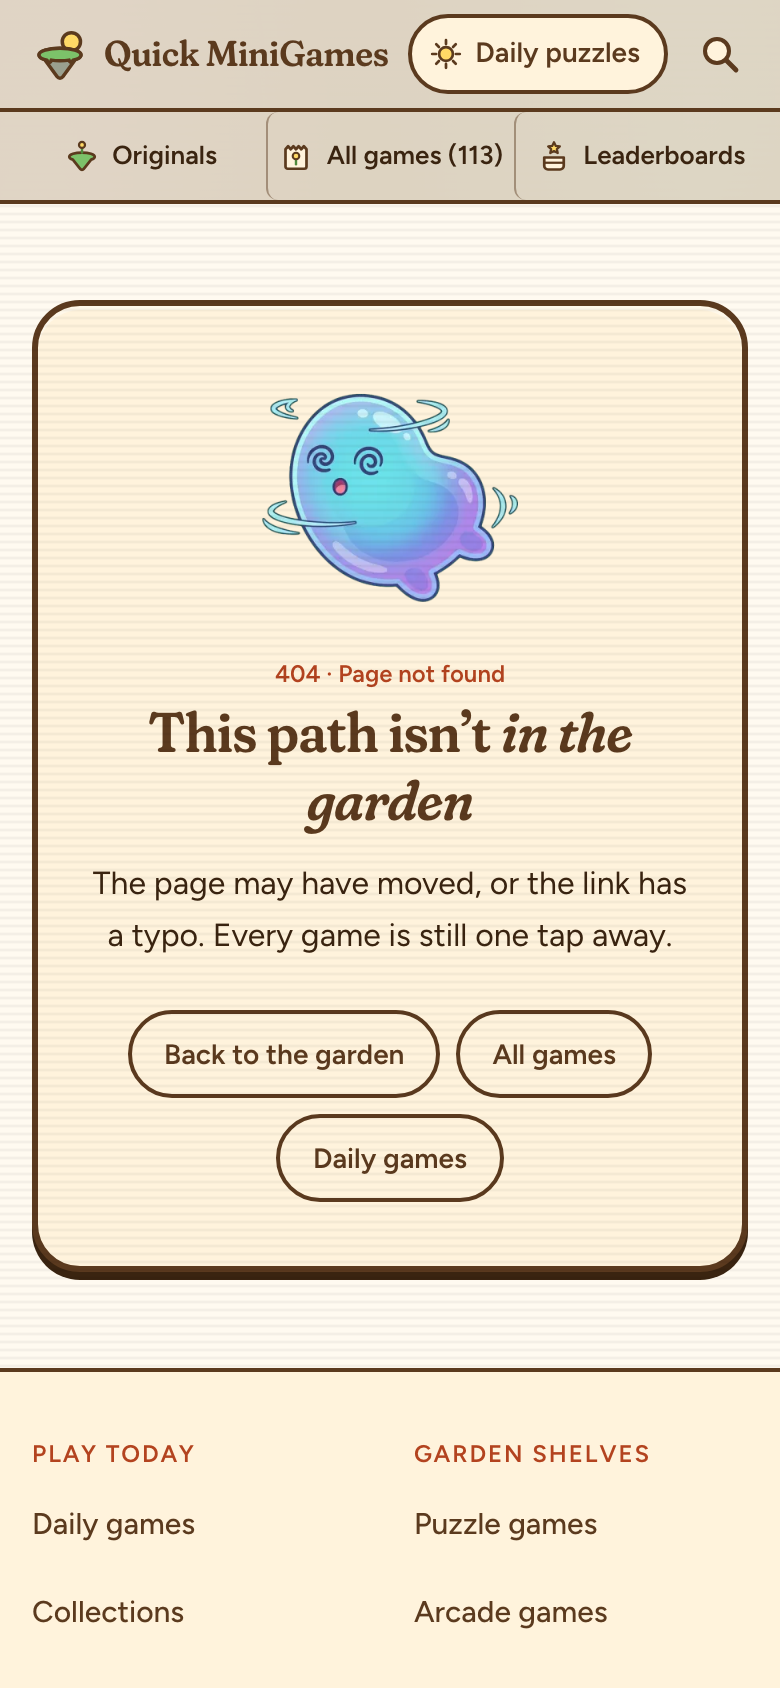 Quick MiniGames
Daily puzzles
Originals
All games (113)
Leaderboards
404 · Page not found
This path isn’t in the
garden
The page may have moved, or the link has
a typo. Every game is still one tap away.
Back to the garden
All games
Daily games
PLAY TODAY
GARDEN SHELVES
Daily games
Puzzle games
Collections
Arcade games